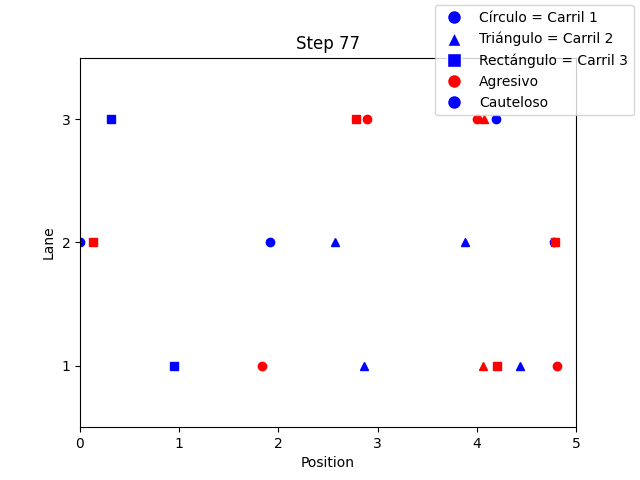 Step 77
Círculo = Carril 1
Triángulo = Carril 2
Rectángulo = Carril 3
Agresivo
Cauteloso
Lane
3
2
1
0 1 2 3 4 5
Position